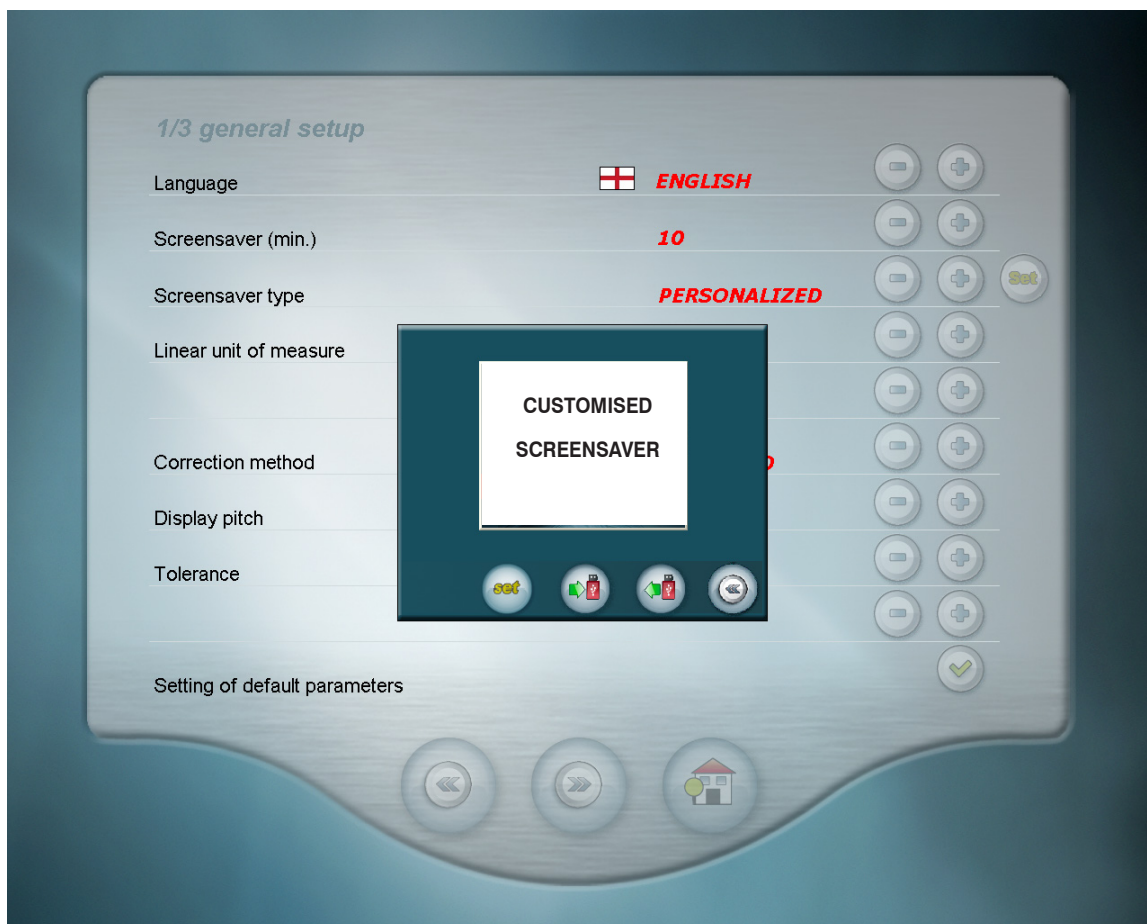 1/3 general setup
Language ENGLISH
Screensaver (min.) 10
Screensaver type PERSONALIZED Set
Linear unit of measure
CUSTOMISED
SCREENSAVER
Correction method
Display pitch
Tolerance
set
Setting of default parameters